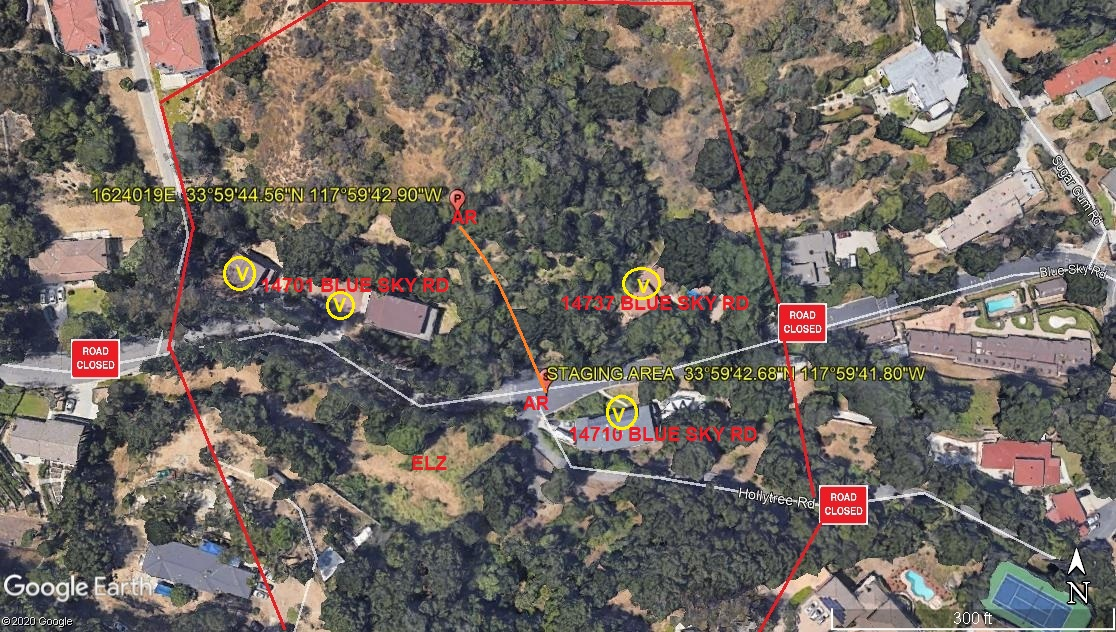 Sugar Gum Rd
1624019E 33°59'44.56"N 117°59'42.90"W
P
AR
Blue Sky Rd
V
14701 BLUE SKY RD
V
V
14737 BLUE SKY RD
ROAD
CLOSED
ROAD
CLOSED
STAGING AREA 33°59'42.68"N 117°59'41.80"W
AR
V
14710 BLUE SKY RD
ELZ
Hollytree Rd
ROAD
CLOSED
Google Earth
N
300 ft
©2020 Google